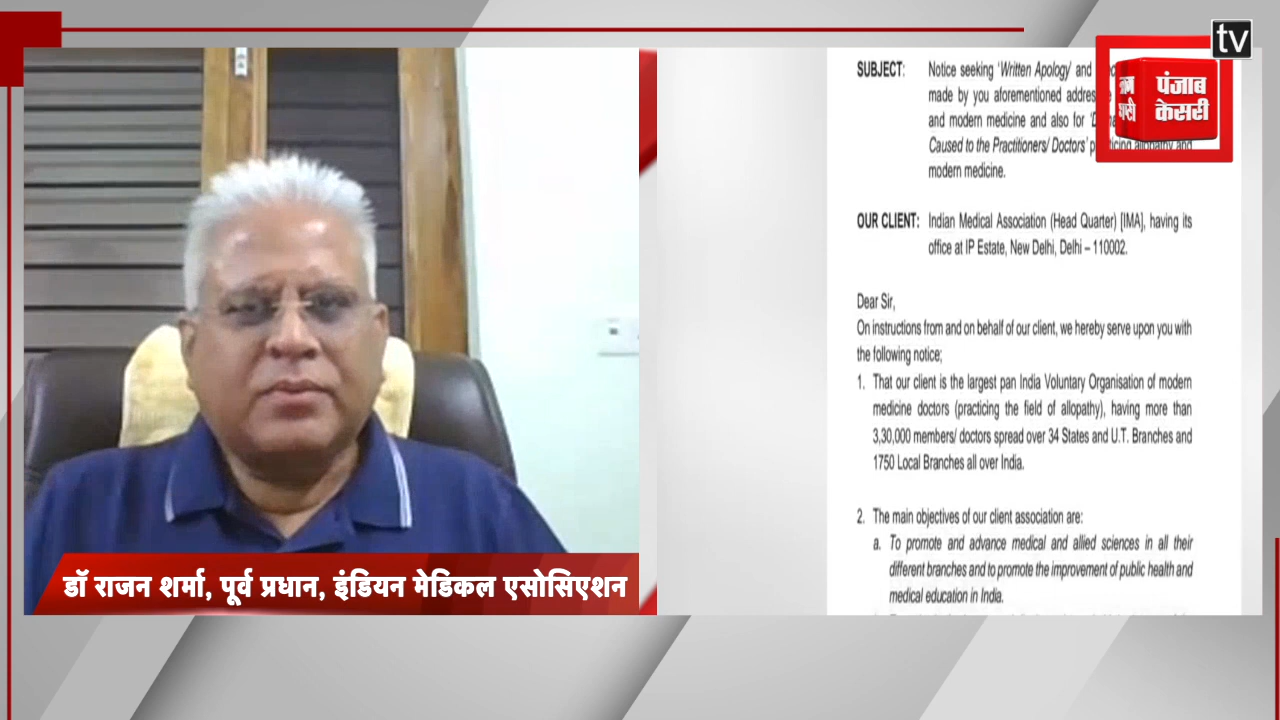 tv
पंजाब
केसरी
SUBJECT: Notice seeking 'Written Apology' and
made by you aforementioned
and modern medicine and also for
Caused to the Practitioners/ Doctors' and
modern medicine.
OUR CLIENT: Indian Medical Association (Head Quarter) [IMA], having its
office at IP Estate, New Delhi, Delhi – 110002.
Dear Sir,
On instructions from and on behalf of our client, we hereby serve upon you with
the following notice;
1. That our client is the largest pan India Voluntary Organisation of modern
medicine doctors (practicing the field of allopathy), having more than
3,30,000 members/ doctors spread over 34 States and U.T. Branches and
1750 Local Branches all over India.
2. The main objectives of our client association are:
a. To promote and advance medical and allied sciences in all their
different branches and to promote the improvement of public health and
medical education in India.
डॉ राजन शर्मा, पूर्व प्रधान, इंडियन मेडिकल एसोसिएशन